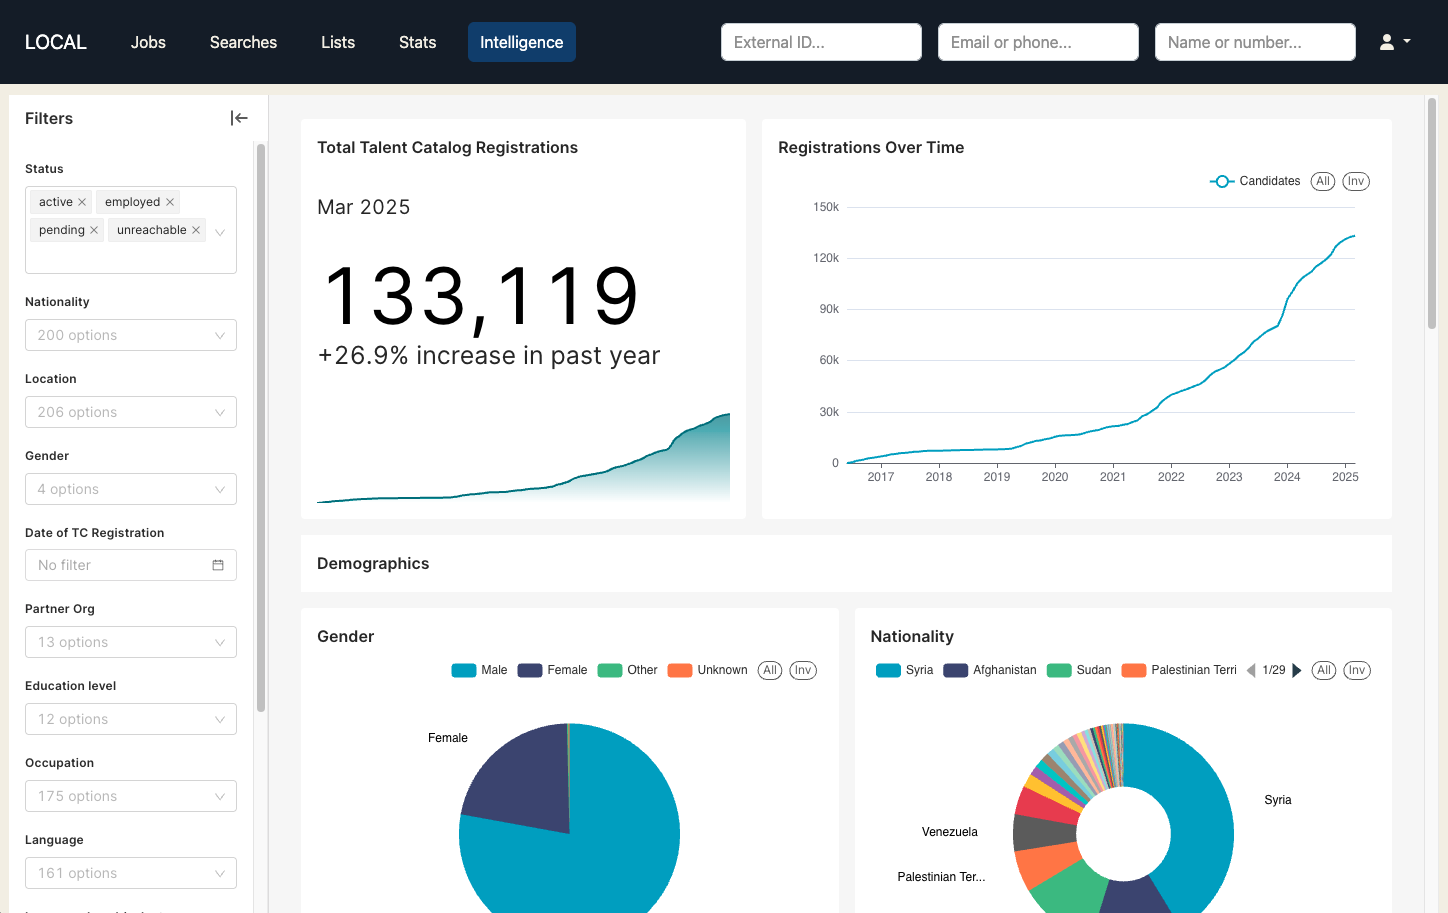 LOCAL Jobs Searches Lists Stats Intelligence External ID... Email or phone... Name or number...
Filters
Status
active employed
pending unreachable
Nationality
200 options
Location
206 options
Gender
4 options
Date of TC Registration
No filter
Partner Org
13 options
Education level
12 options
Occupation
175 options
Language
161 options
Total Talent Catalog Registrations
Mar 2025
133,119
+26.9% increase in past year
Registrations Over Time
Candidates All Inv
150k
120k
90k
60k
30k
0
2017 2018 2019 2020 2021 2022 2023 2024 2025
Demographics
Gender
Male Female Other Unknown All Inv
Female
Nationality
Syria Afghanistan Sudan Palestinian Terri 1/29 All Inv
Syria
Venezuela
Palestinian Ter...